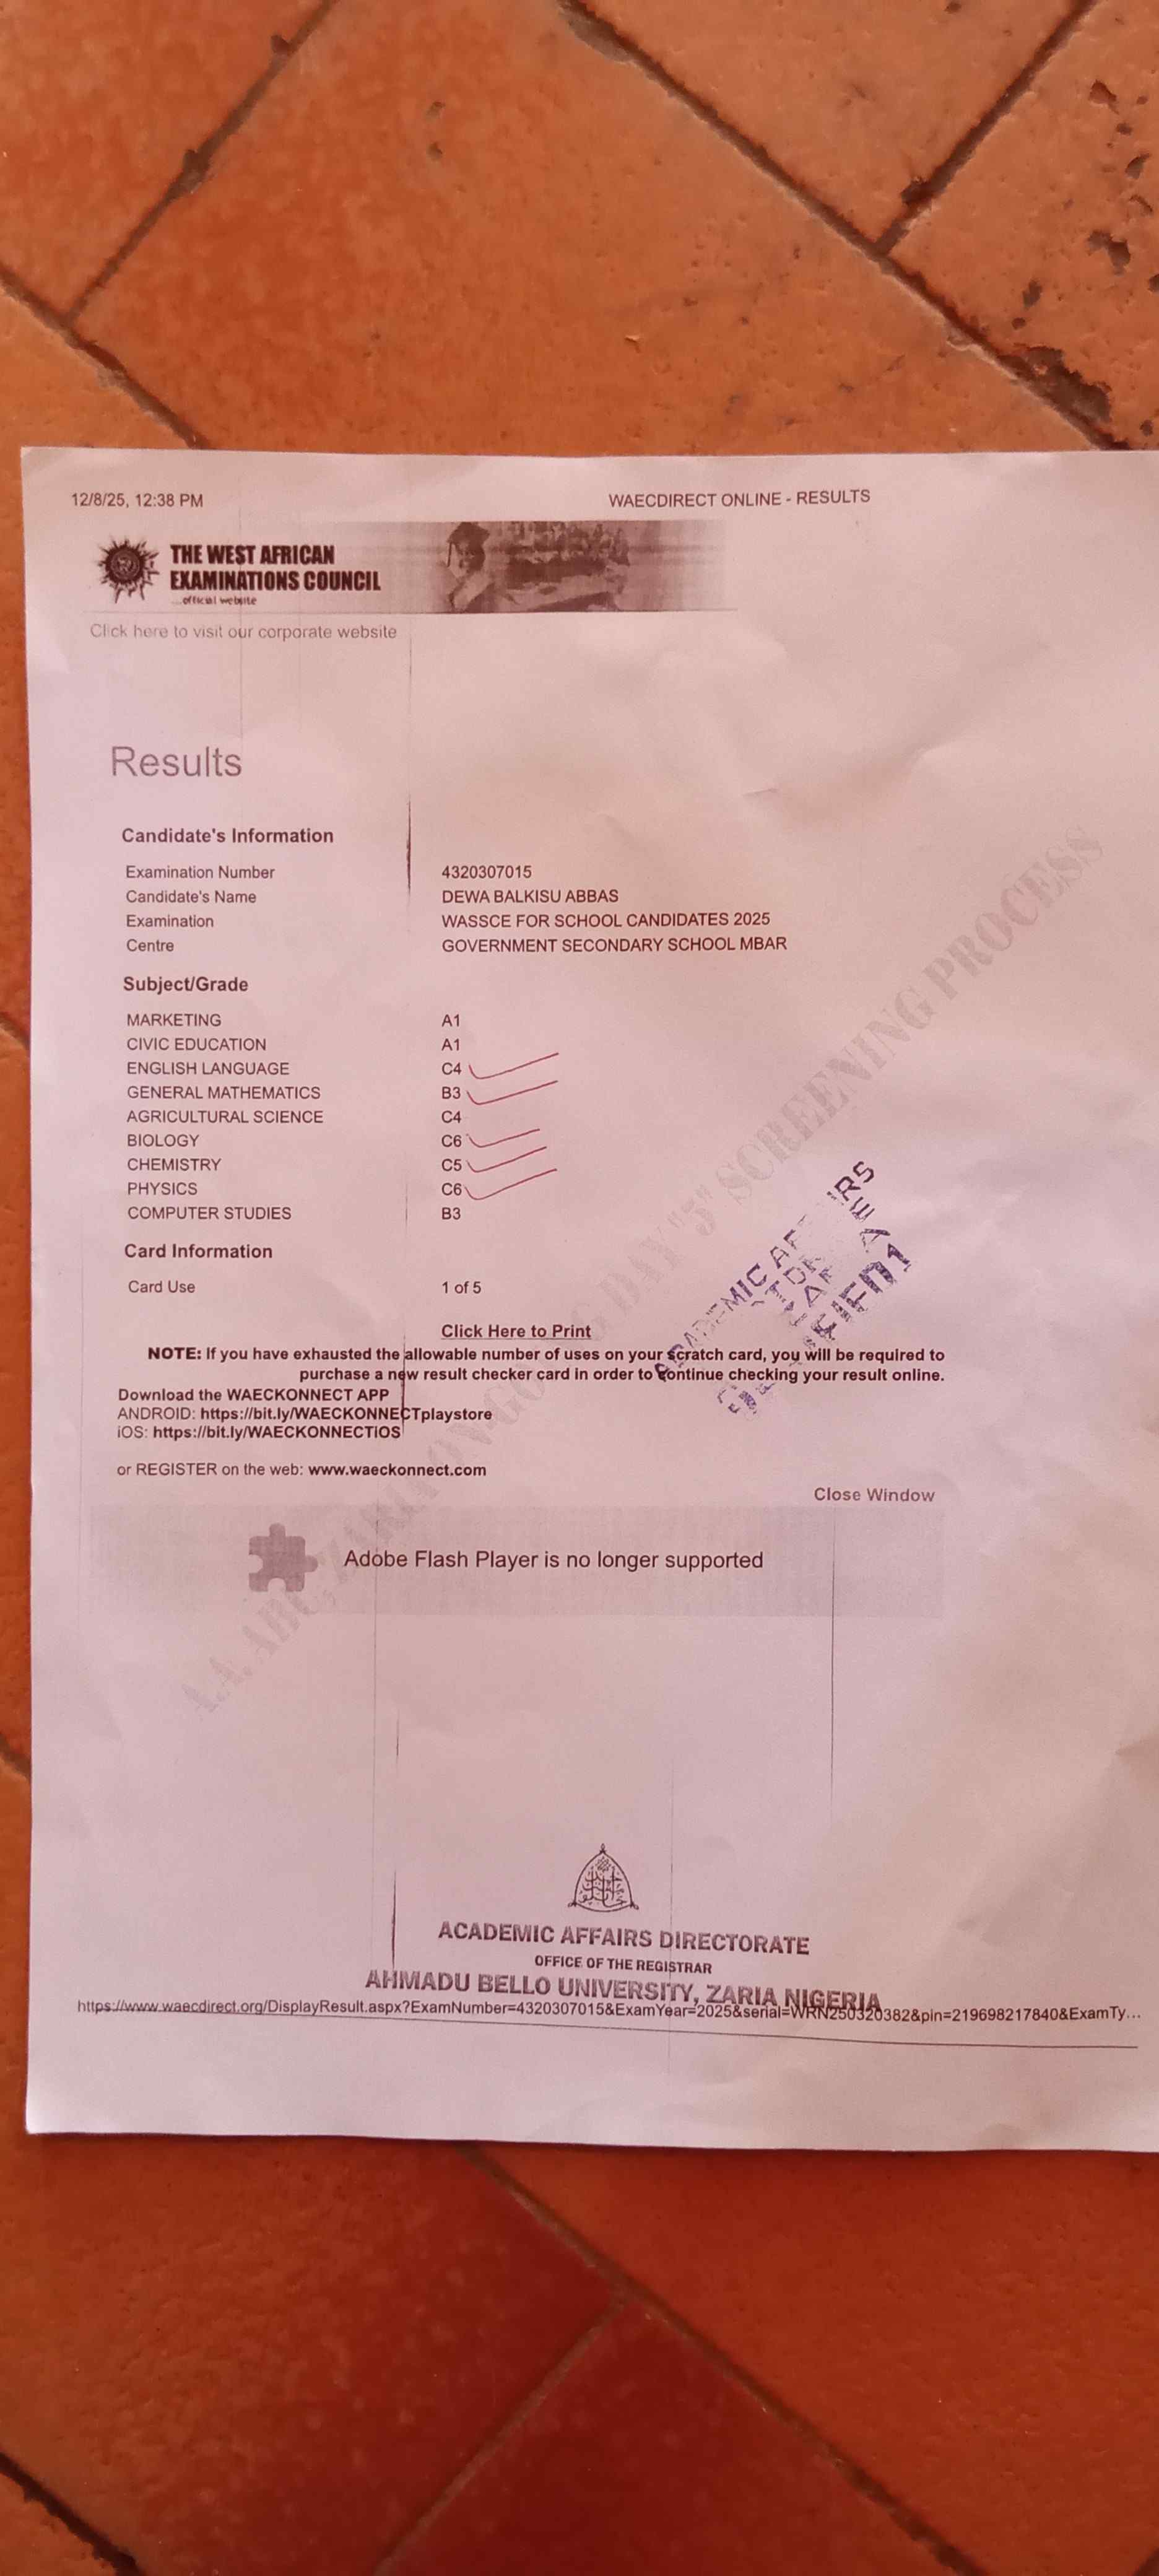 12/8/25, 12:38 PM WAECDIRECT ONLINE - RESULTS
THE WEST AFRICAN
EXAMINATIONS COUNCIL
...official website
Click here to visit our corporate website
Results
Candidate's Information
Examination Number 4320307015
Candidate's Name DEWA BALKISU ABBAS
Examination WASSCE FOR SCHOOL CANDIDATES 2025
Centre GOVERNMENT SECONDARY SCHOOL MBAR
Subject/Grade
MARKETING A1
CIVIC EDUCATION A1
ENGLISH LANGUAGE C4
GENERAL MATHEMATICS B3
AGRICULTURAL SCIENCE C4
BIOLOGY C6
CHEMISTRY C5
PHYSICS C6
COMPUTER STUDIES B3
Card Information
Card Use 1 of 5
Click Here to Print
NOTE: If you have exhausted the allowable number of uses on your scratch card, you will be required to
purchase a new result checker card in order to continue checking your result online.
Download the WAECKONNECT APP
ANDROID: https://bit.ly/WAECKONNECTplaystore
iOS: https://bit.ly/WAECKONNECTiOS
or REGISTER on the web: www.waeckonnect.com
Close Window
Adobe Flash Player is no longer supported
DAY "5" SCREENING PROCESS
ACADEMIC AFFAIRS
ACADEMIC AFFAIRS DIRECTORATE
OFFICE OF THE REGISTRAR
AHMADU BELLO UNIVERSITY, ZARIA NIGERIA
https://www.waecdirect.org/DisplayResult.aspx?ExamNumber=4320307015&ExamYear=2025&serial=WRN250320382&pin=219698217840&ExamTy...